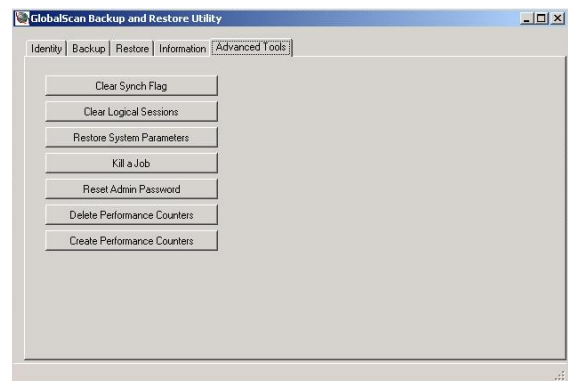 GlobalScan Backup and Restore Utility
Identity Backup Restore Information Advanced Tools
Clear Synch Flag
Clear Logical Sessions
Restore System Parameters
Kill a Job
Reset Admin Password
Delete Performance Counters
Create Performance Counters